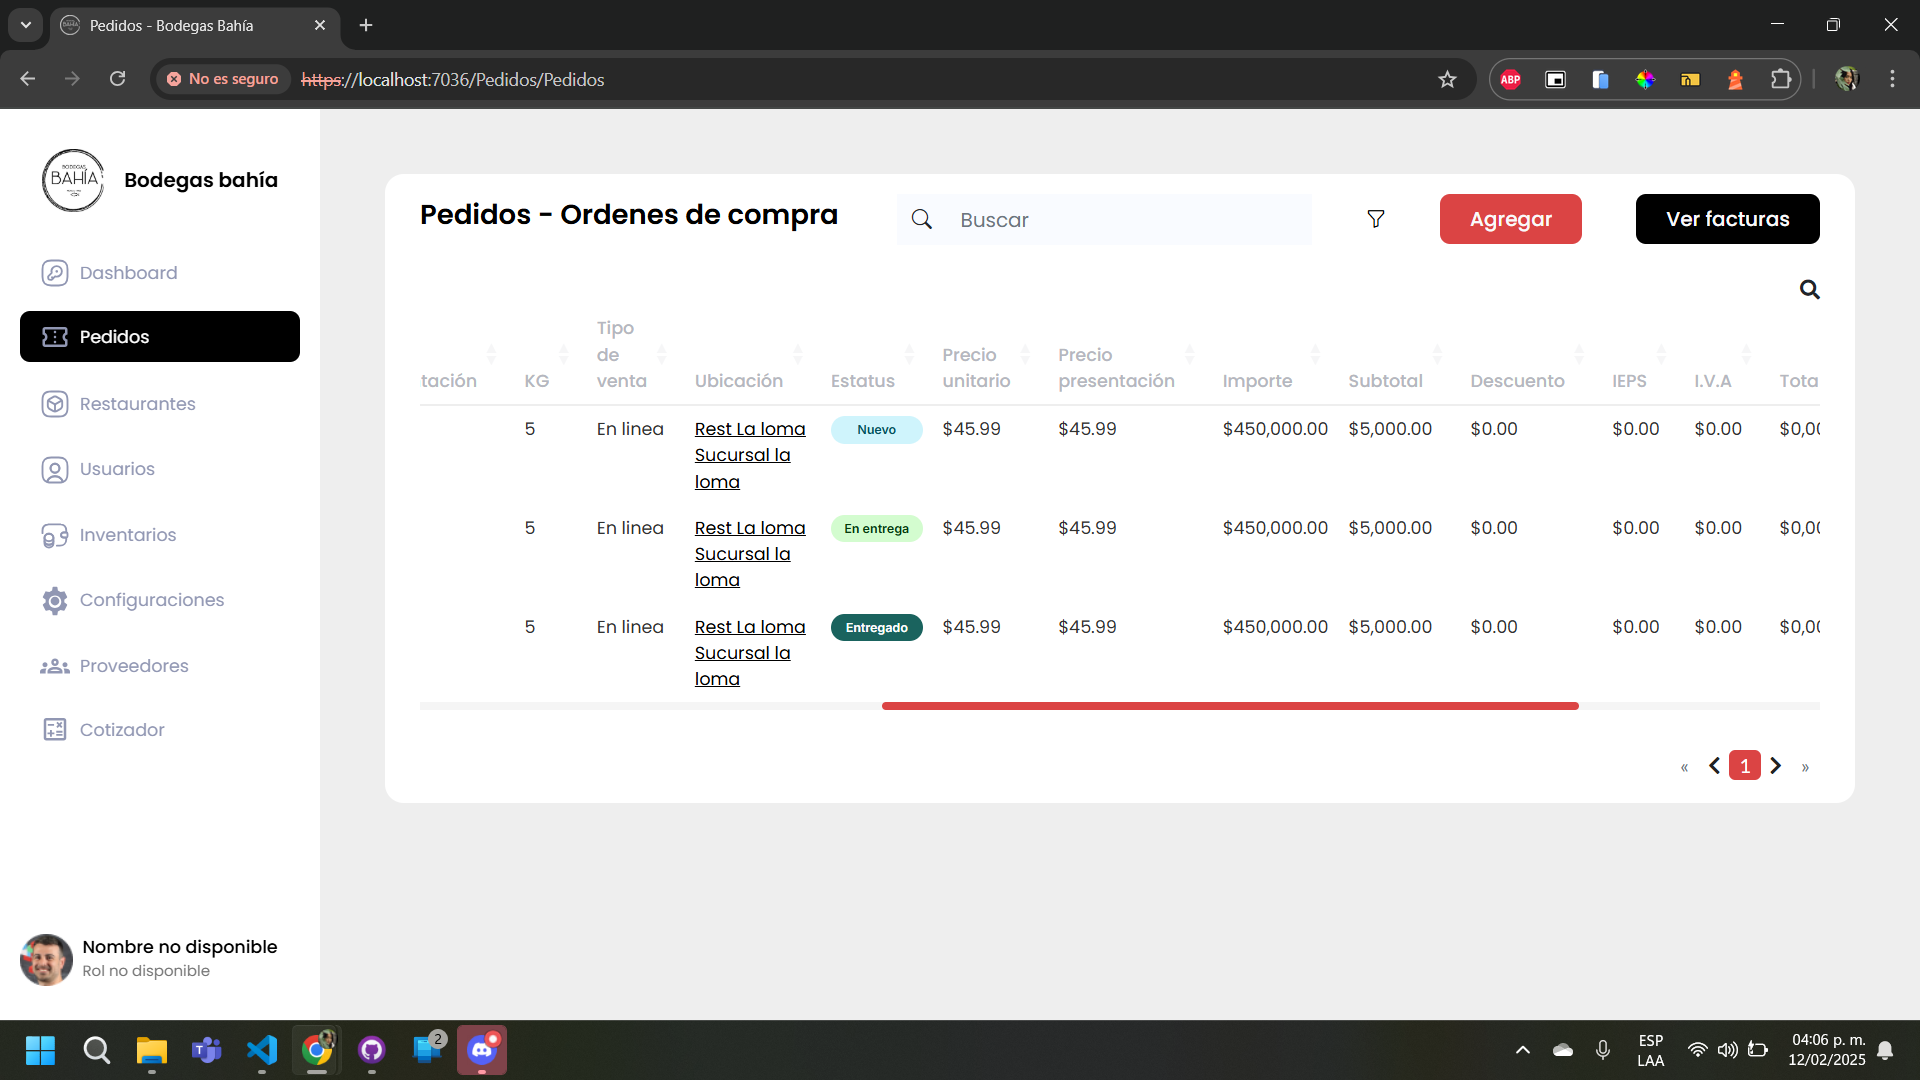 Pedidos - Bodegas Bahía
No es seguro
https://localhost:7036/Pedidos/Pedidos
ABP
BODEGAS
BAHÍA
Bodegas bahía
Dashboard
Pedidos
Restaurantes
Usuarios
Inventarios
Configuraciones
Proveedores
Cotizador
Nombre no disponible
Rol no disponible
Pedidos - Ordenes de compra
Buscar
Agregar
Ver facturas
tación KG Tipo de venta Ubicación Estatus Precio unitario Precio presentación Importe Subtotal Descuento IEPS I.V.A Tota
5 En linea Rest La loma Nuevo $45.99 $45.99 $450,000.00 $5,000.00 $0.00 $0.00 $0.00 $0,00
Sucursal la
loma
5 En linea Rest La loma En entrega $45.99 $45.99 $450,000.00 $5,000.00 $0.00 $0.00 $0.00 $0,00
Sucursal la
loma
5 En linea Rest La loma Entregado $45.99 $45.99 $450,000.00 $5,000.00 $0.00 $0.00 $0.00 $0,00
Sucursal la
loma
« 1 »
2
ESP
LAA
04:06 p. m.
12/02/2025